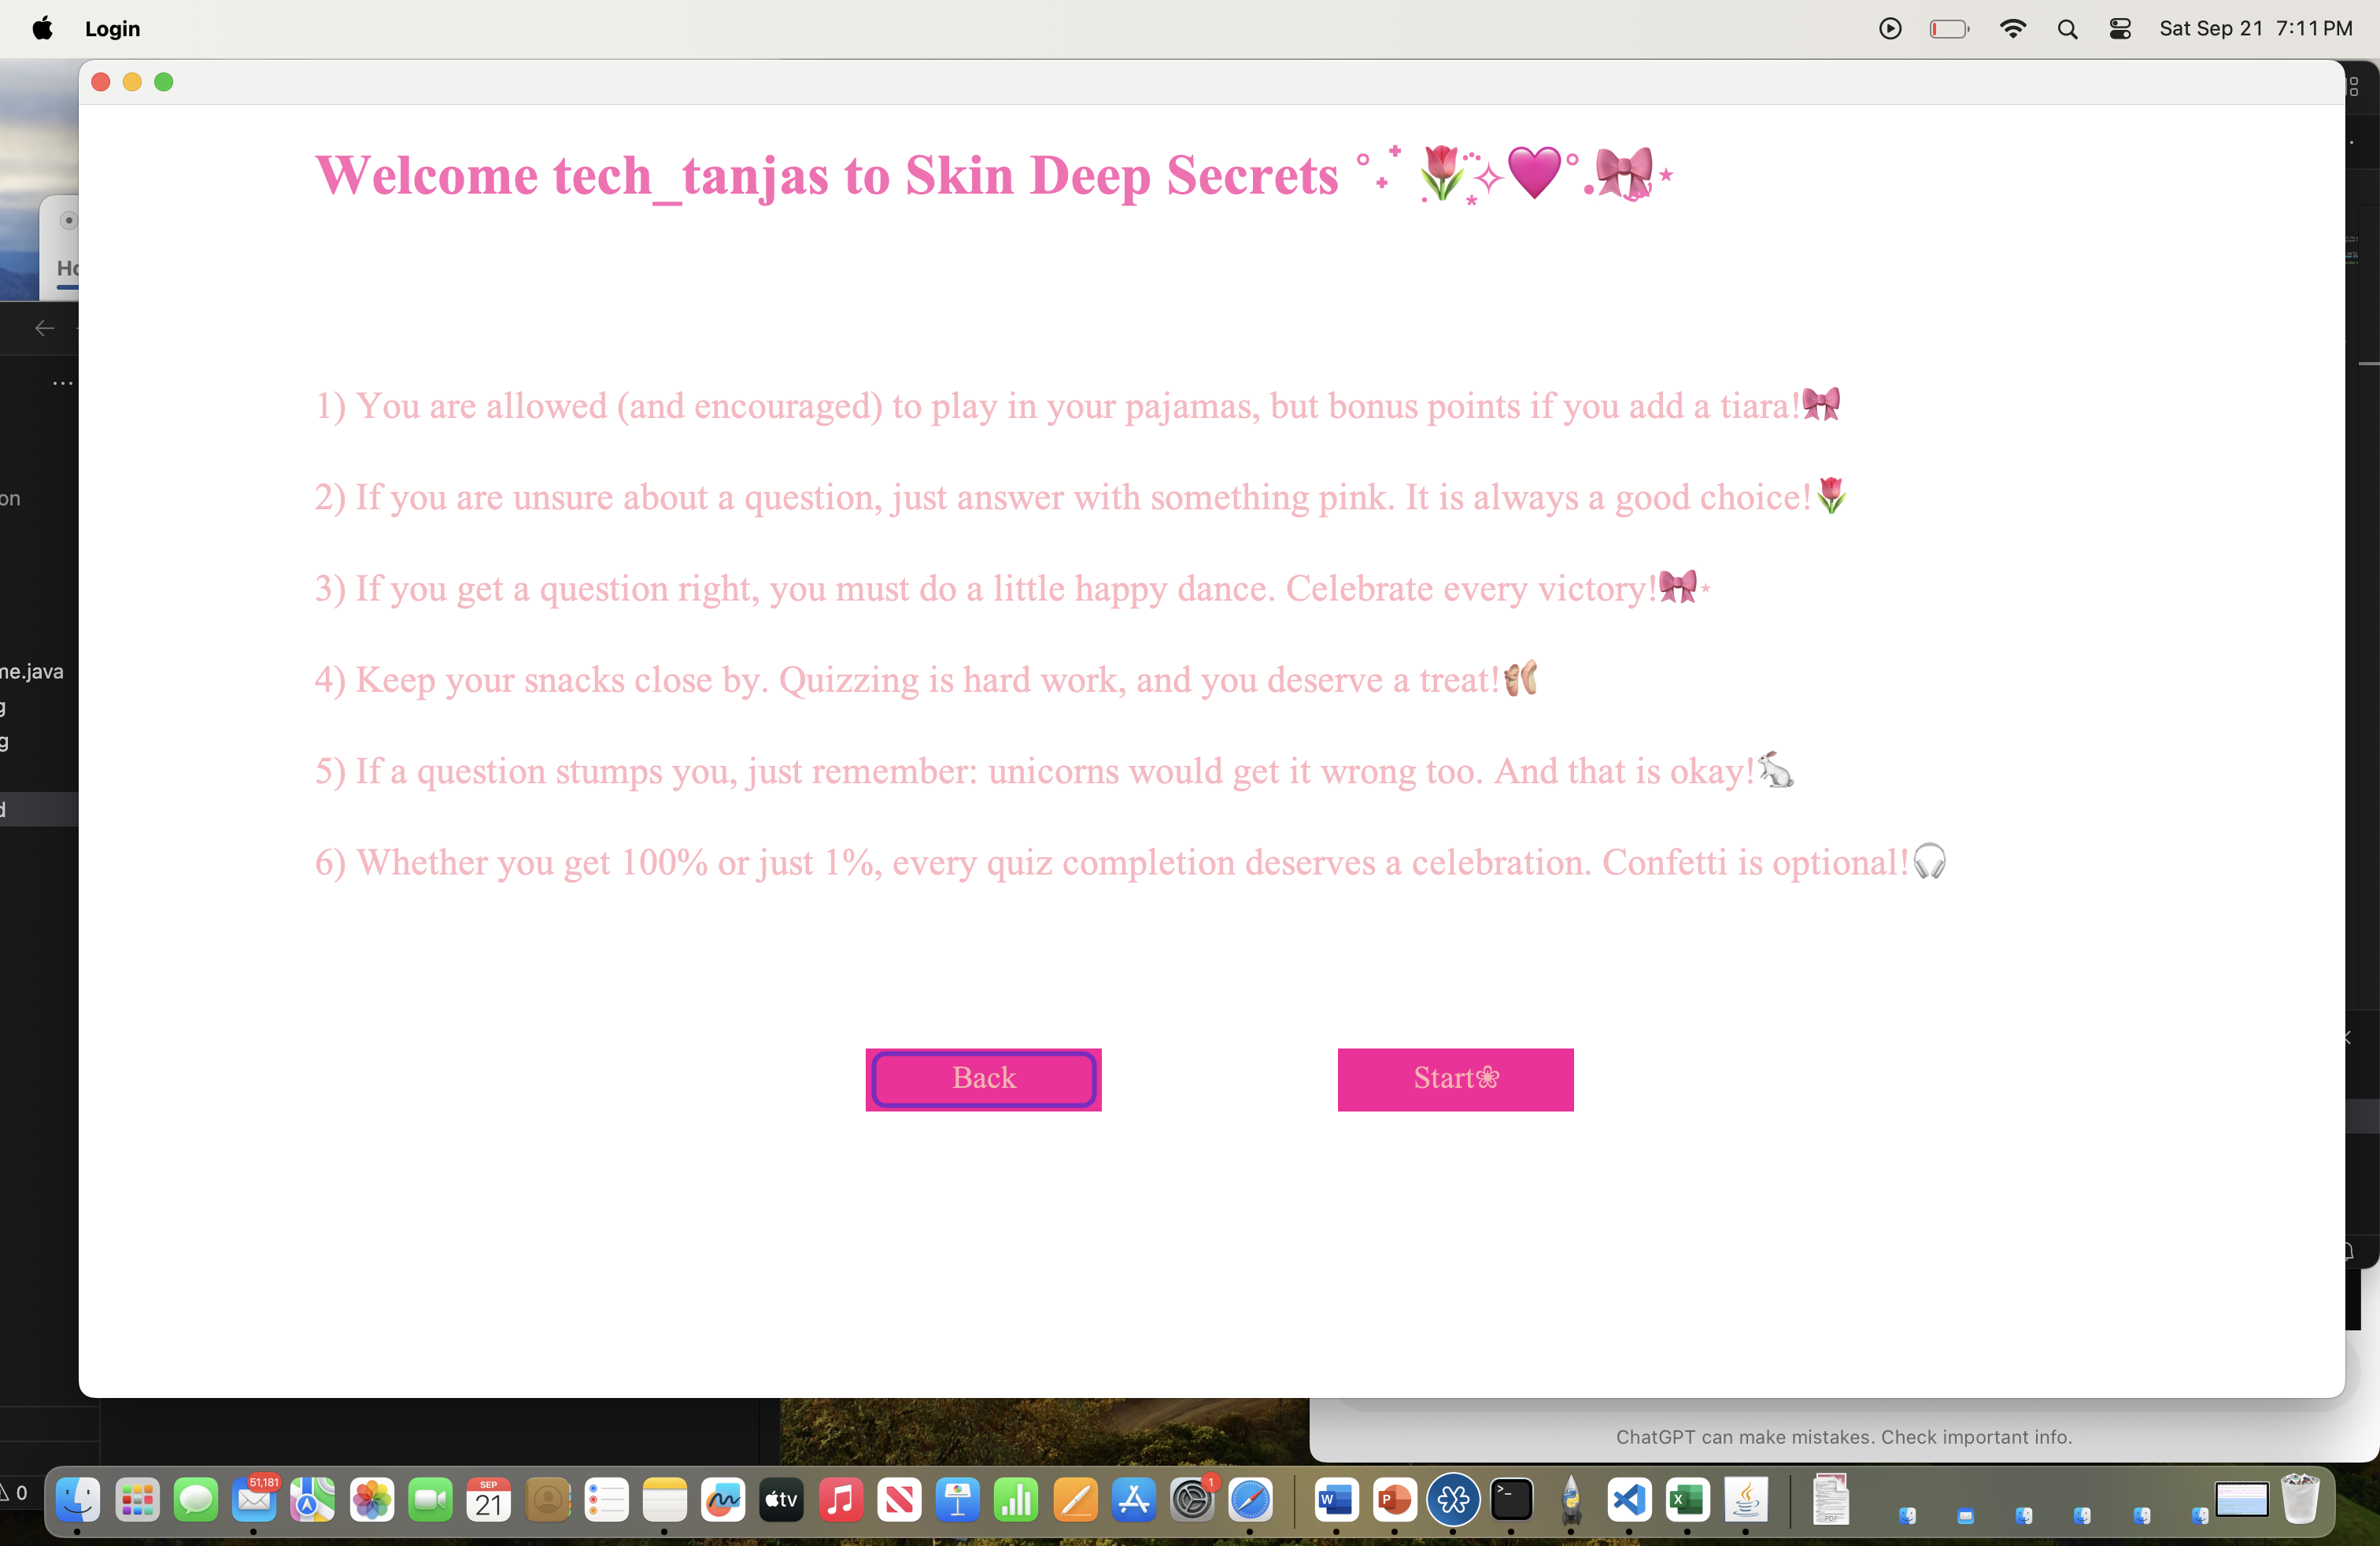 Login
Sat Sep 21 7:11 PM
Welcome tech_tanjas to Skin Deep Secrets
1) You are allowed (and encouraged) to play in your pajamas, but bonus points if you add a tiara!🎀
2) If you are unsure about a question, just answer with something pink. It is always a good choice!🌷
3) If you get a question right, you must do a little happy dance. Celebrate every victory!🎀⋆
4) Keep your snacks close by. Quizzing is hard work, and you deserve a treat!🩰
5) If a question stumps you, just remember: unicorns would get it wrong too. And that is okay!🐇
6) Whether you get 100% or just 1%, every quiz completion deserves a celebration. Confetti is optional!🎧
Back
Start❀
on
me.java
g
g
d
ChatGPT can make mistakes. Check important info.
0
51,181
SEP
21
tv
1
W
P
>_
X
PDF